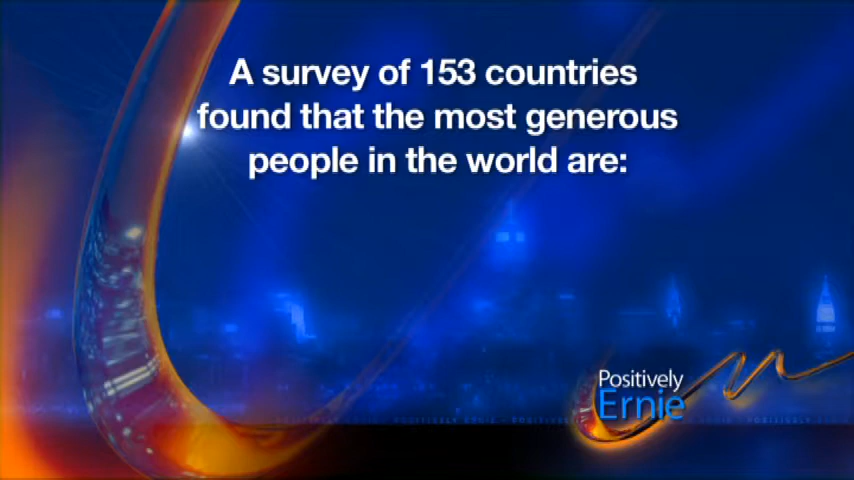 A survey of 153 countries
found that the most generous
people in the world are:
Positively
Ernie